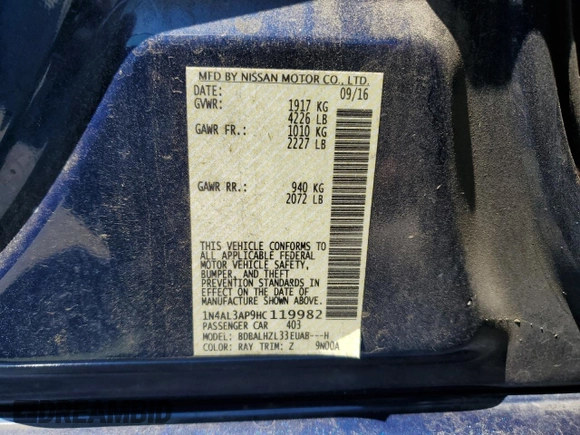 MFD BY NISSAN MOTOR CO., LTD.
DATE: 09/16
GVWR: 1917 KG
4226 LB
GAWR FR.: 1010 KG
2227 LB
GAWR RR.: 940 KG
2072 LB
THIS VEHICLE CONFORMS TO
ALL APPLICABLE FEDERAL
MOTOR VEHICLE SAFETY,
BUMPER, AND THEFT
PREVENTION STANDARDS IN
EFFECT ON THE DATE OF
MANUFACTURE SHOWN ABOVE.
1N4AL3AP9HC119982
PASSENGER CAR 403
MODEL: BDBALHZL33EUA8---H
COLOR: RAY TRIM: Z 9N00A
DREAMBID